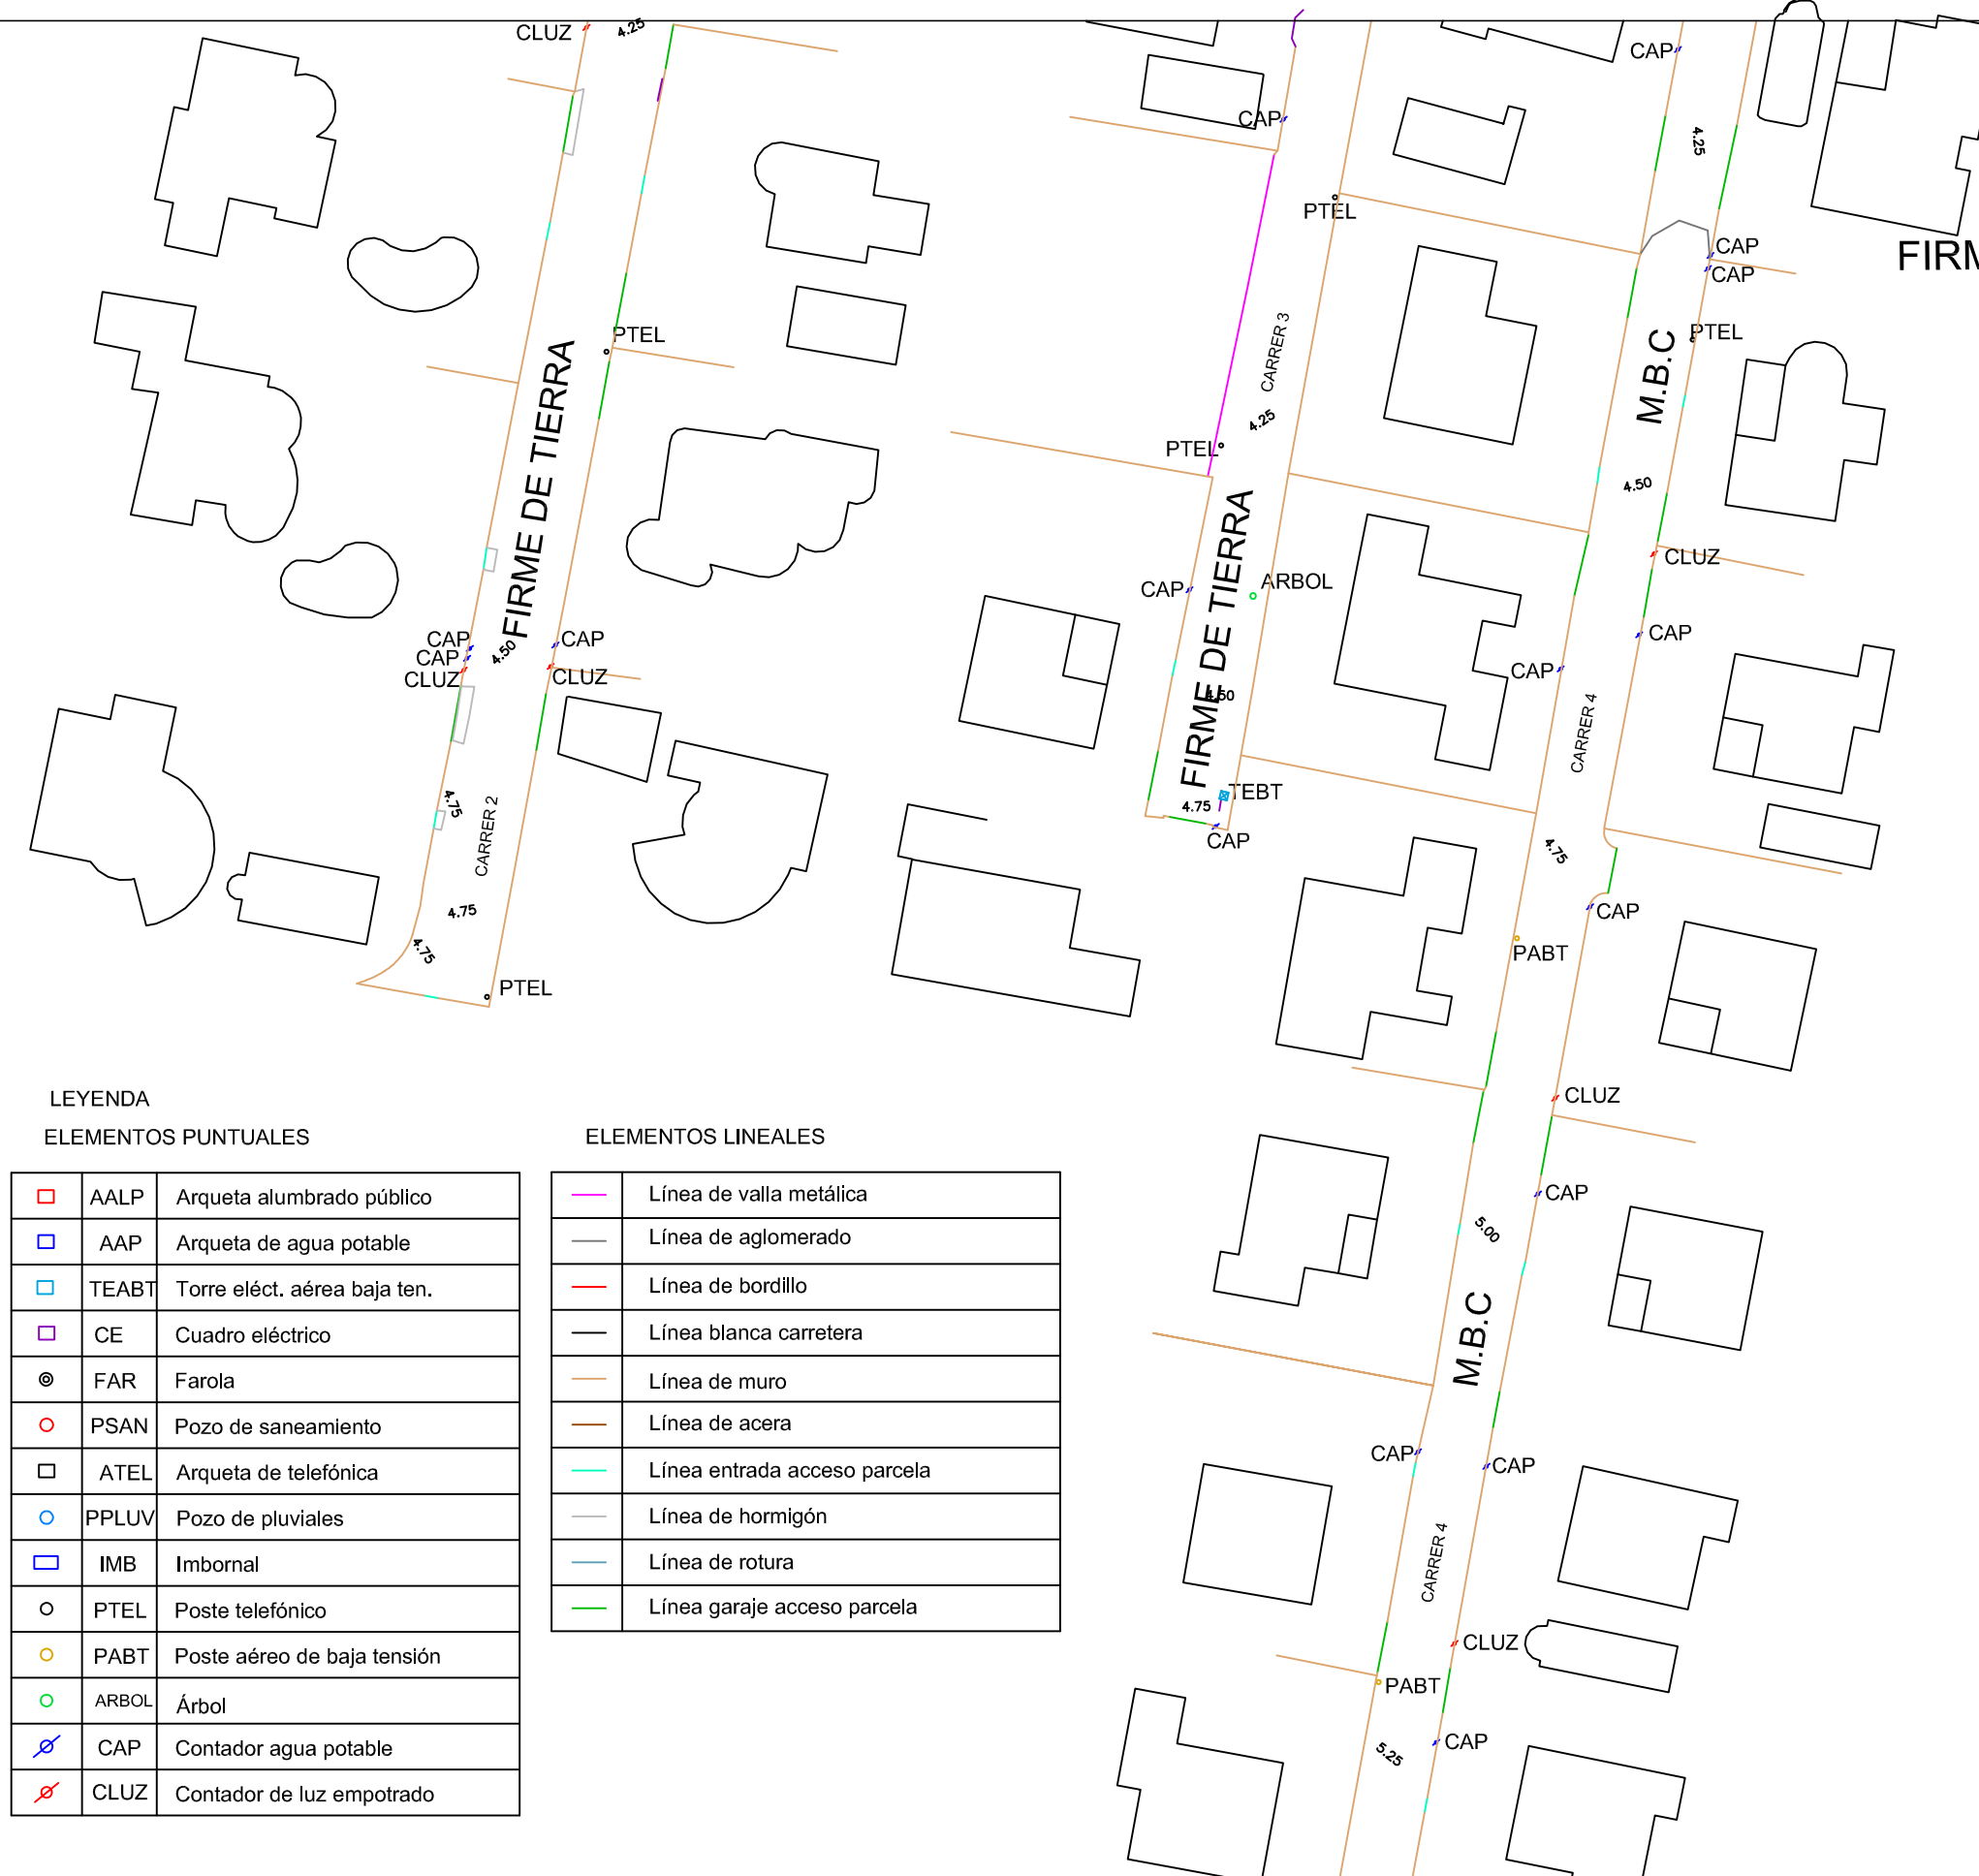 CLUZ
4.25
CAP
CAP
4.25
PTEL
CAP
CAP
FIRM
PTEL
PTEL
FIRME DE TIERRA
CARRER 3
M.B.C
4.25
PTEL
4.50
CLUZ
CAP
ARBOL
FIRME DE TIERRA
CAP
CAP
CAP
CAP
4.50
CLUZ
CLUZ
CAP
4.50
CARRER 4
4.75
CARRER 2
4.75
TEBT
CAP
4.75
4.75
4.75
CAP
PABT
PTEL
CLUZ
CAP
5.00
M.B.C
CAP
CAP
CARRER 4
CLUZ
PABT
CAP
5.25
LEYENDA
ELEMENTOS PUNTUALES
AALP Arqueta alumbrado público
AAP Arqueta de agua potable
TEABT Torre eléct. aérea baja ten.
CE Cuadro eléctrico
FAR Farola
PSAN Pozo de saneamiento
ATEL Arqueta de telefónica
PPLUV Pozo de pluviales
IMB Imbornal
PTEL Poste telefónico
PABT Poste aéreo de baja tensión
ARBOL Árbol
CAP Contador agua potable
CLUZ Contador de luz empotrado
ELEMENTOS LINEALES
Línea de valla metálica
Línea de aglomerado
Línea de bordillo
Línea blanca carretera
Línea de muro
Línea de acera
Línea entrada acceso parcela
Línea de hormigón
Línea de rotura
Línea garaje acceso parcela